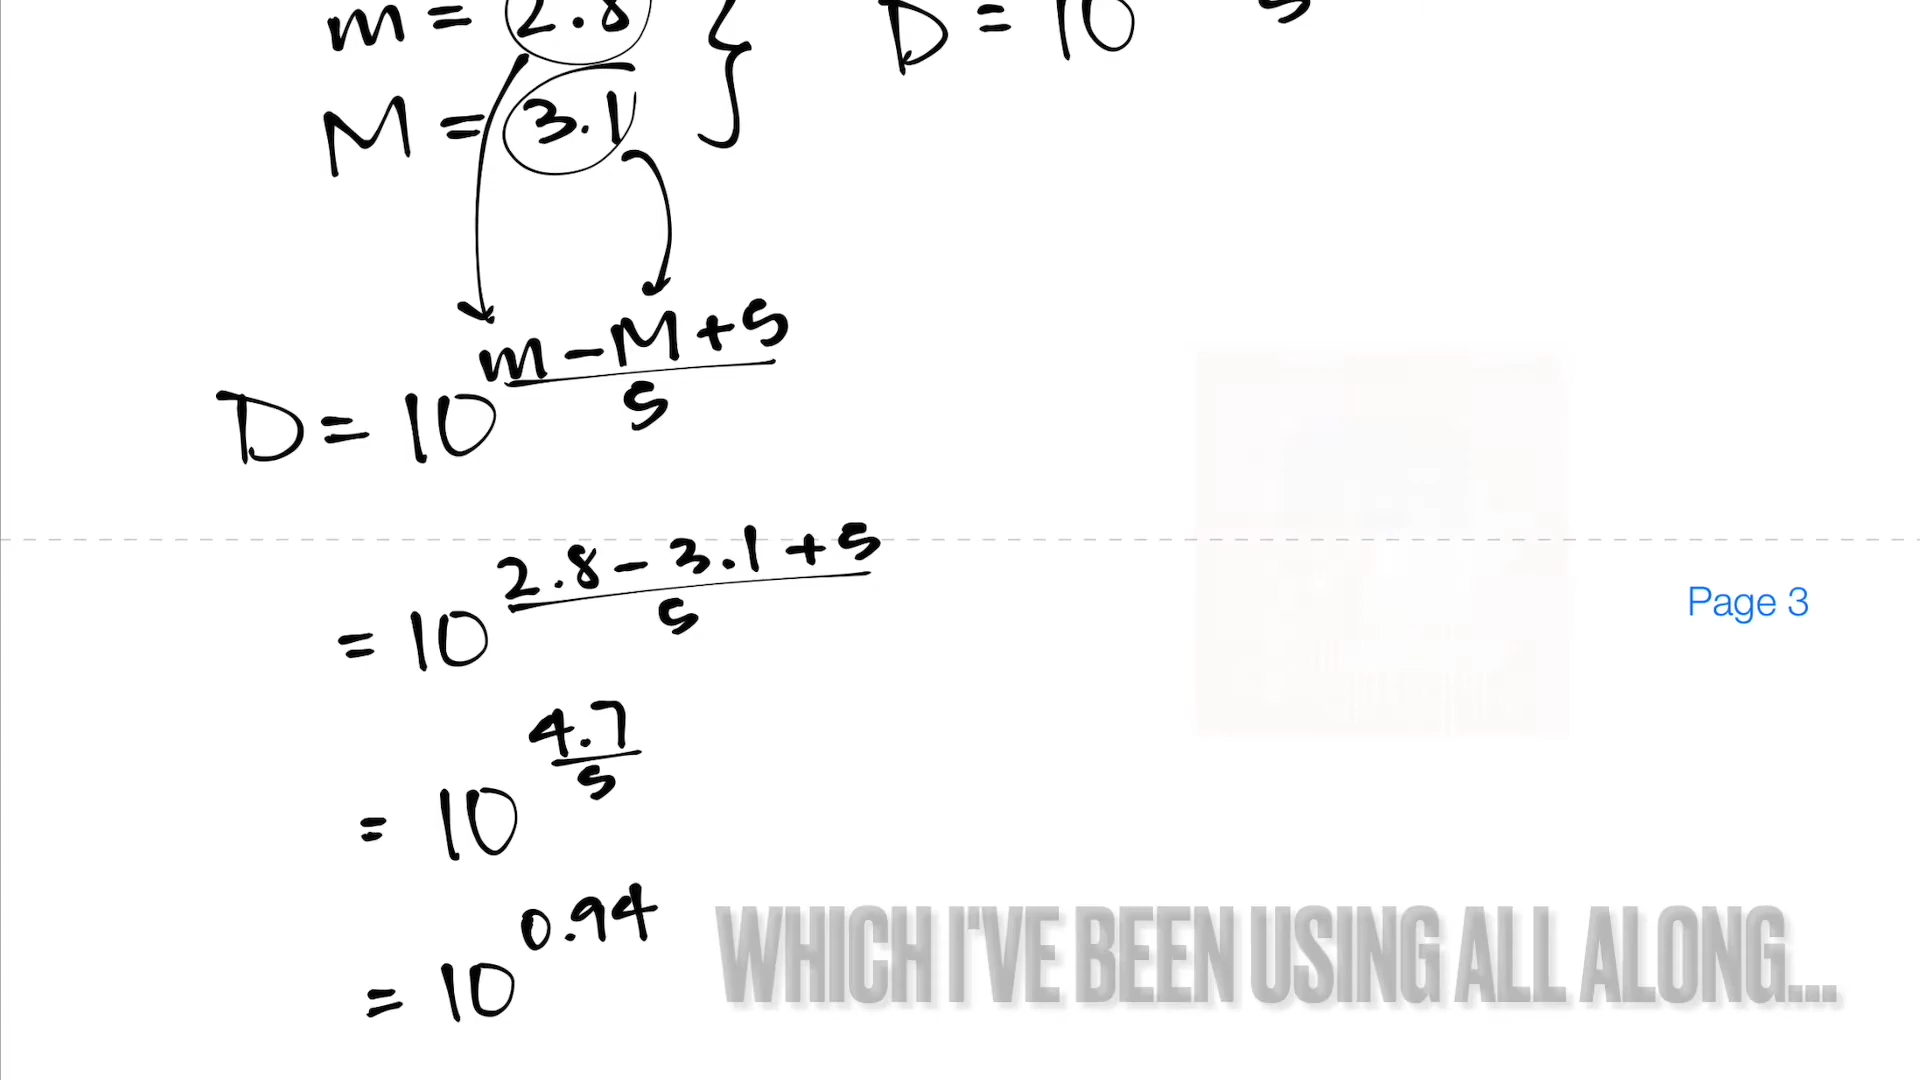 m = 2.8 } D = 10 5
M = 3.1
D = 10^(m - M + 5)/5
= 10^(2.8 - 3.1 + 5)/5
Page 3
= 10^4.7/5
= 10^0.94
WHICH I'VE BEEN USING ALL ALONG...